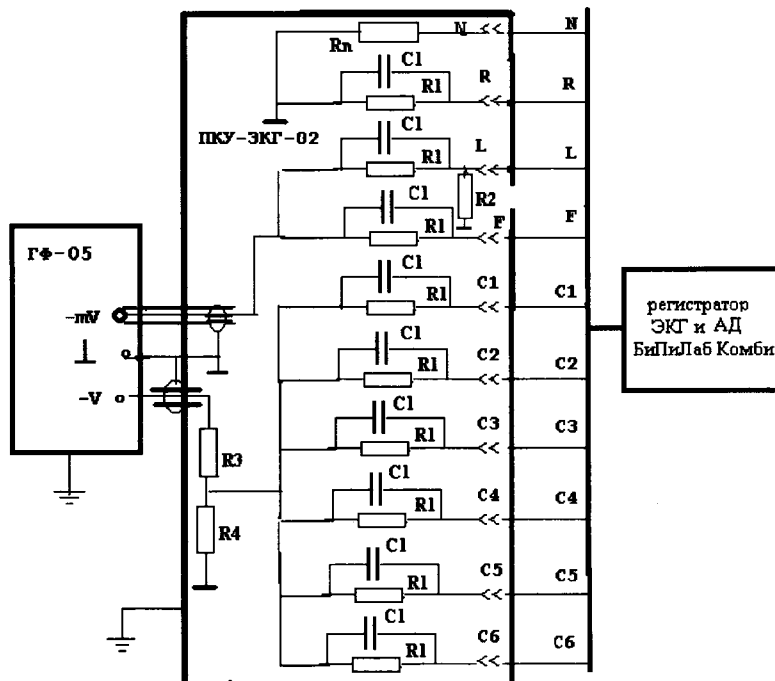 N
N
Rn
C1
R
R
R1
ПКУ-ЭКГ-02
C1
L
L
R1
R2
C1
F
F
R1
ГФ-05
-mV
⊥
-V
C1
C1
C1
R1
C1
C2
C2
R1
C1
C3
C3
R1
R3
C1
C4
C4
R1
R4
C1
C5
C5
R1
C1
C6
C6
R1
регистратор
ЭКГ и АД
БиПиЛаб Комби